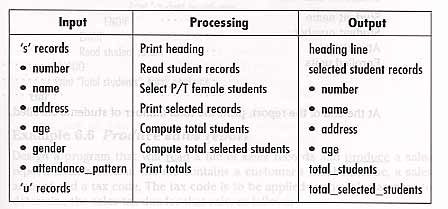 Input Processing Output
's' records Print heading heading line
• number Read student records selected student records
• name Select P/T female students • number
• address Print selected records • name
• age Compute total students • address
• gender Compute total selected students • age
• attendance_pattern Print totals total_students
'u' records total_selected_students